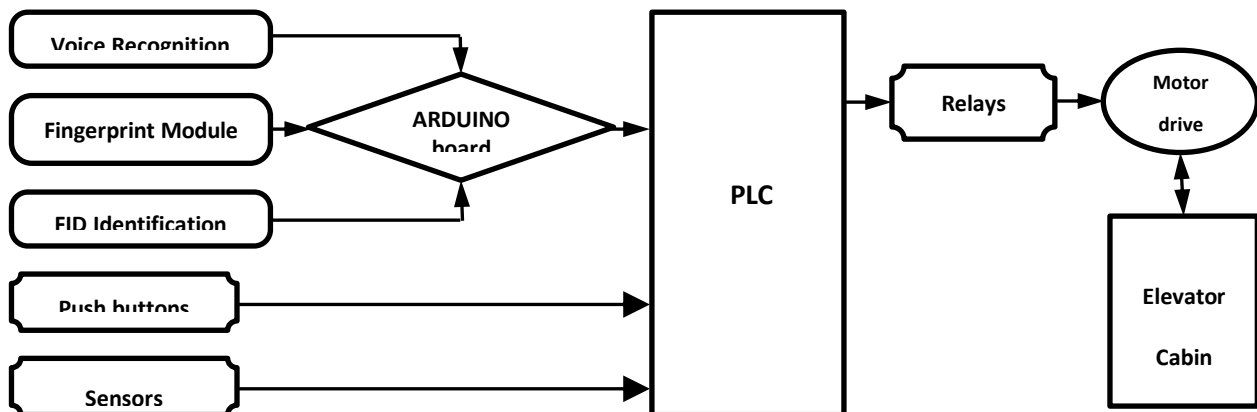 Voice Recognition
Fingerprint Module
FID Identification
Push buttons
Sensors
ARDUINO
board
PLC
Relays
Motor
drive
Elevator
Cabin